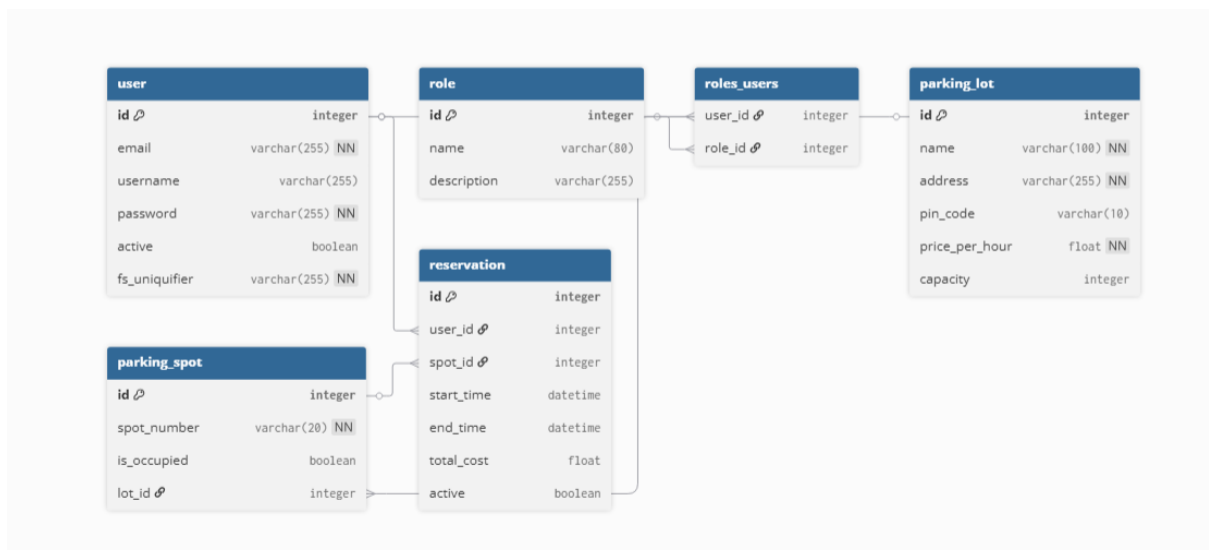 user
id integer
email varchar(255) NN
username varchar(255)
password varchar(255) NN
active boolean
fs_uniquifier varchar(255) NN
role
id integer
name varchar(80)
description varchar(255)
roles_users
user_id integer
role_id integer
parking_lot
id integer
name varchar(100) NN
address varchar(255) NN
pin_code varchar(10)
price_per_hour float NN
capacity integer
parking_spot
id integer
spot_number varchar(20) NN
is_occupied boolean
lot_id integer
reservation
id integer
user_id integer
spot_id integer
start_time datetime
end_time datetime
total_cost float
active boolean